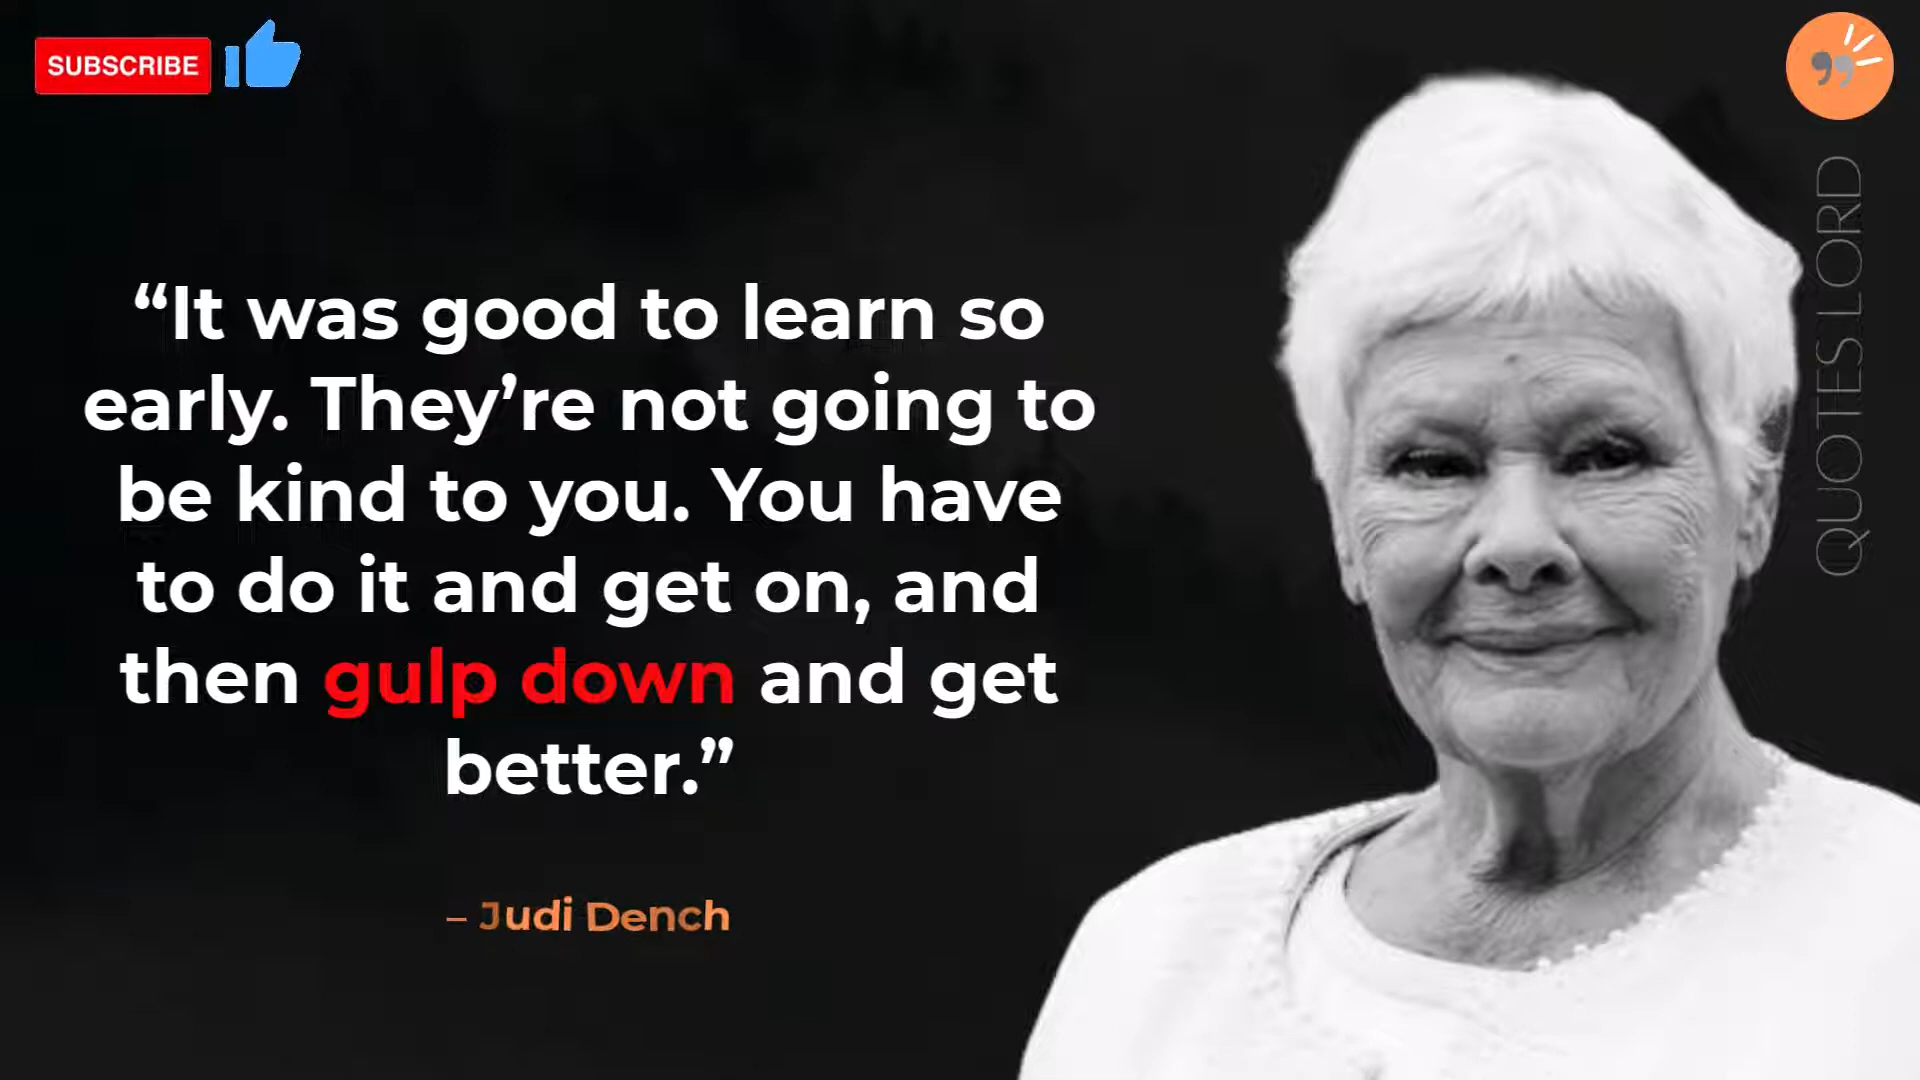 SUBSCRIBE
“It was good to learn so
early. They’re not going to
be kind to you. You have
to do it and get on, and
then gulp down and get
better.”
– Judi Dench
QUOTES LORD